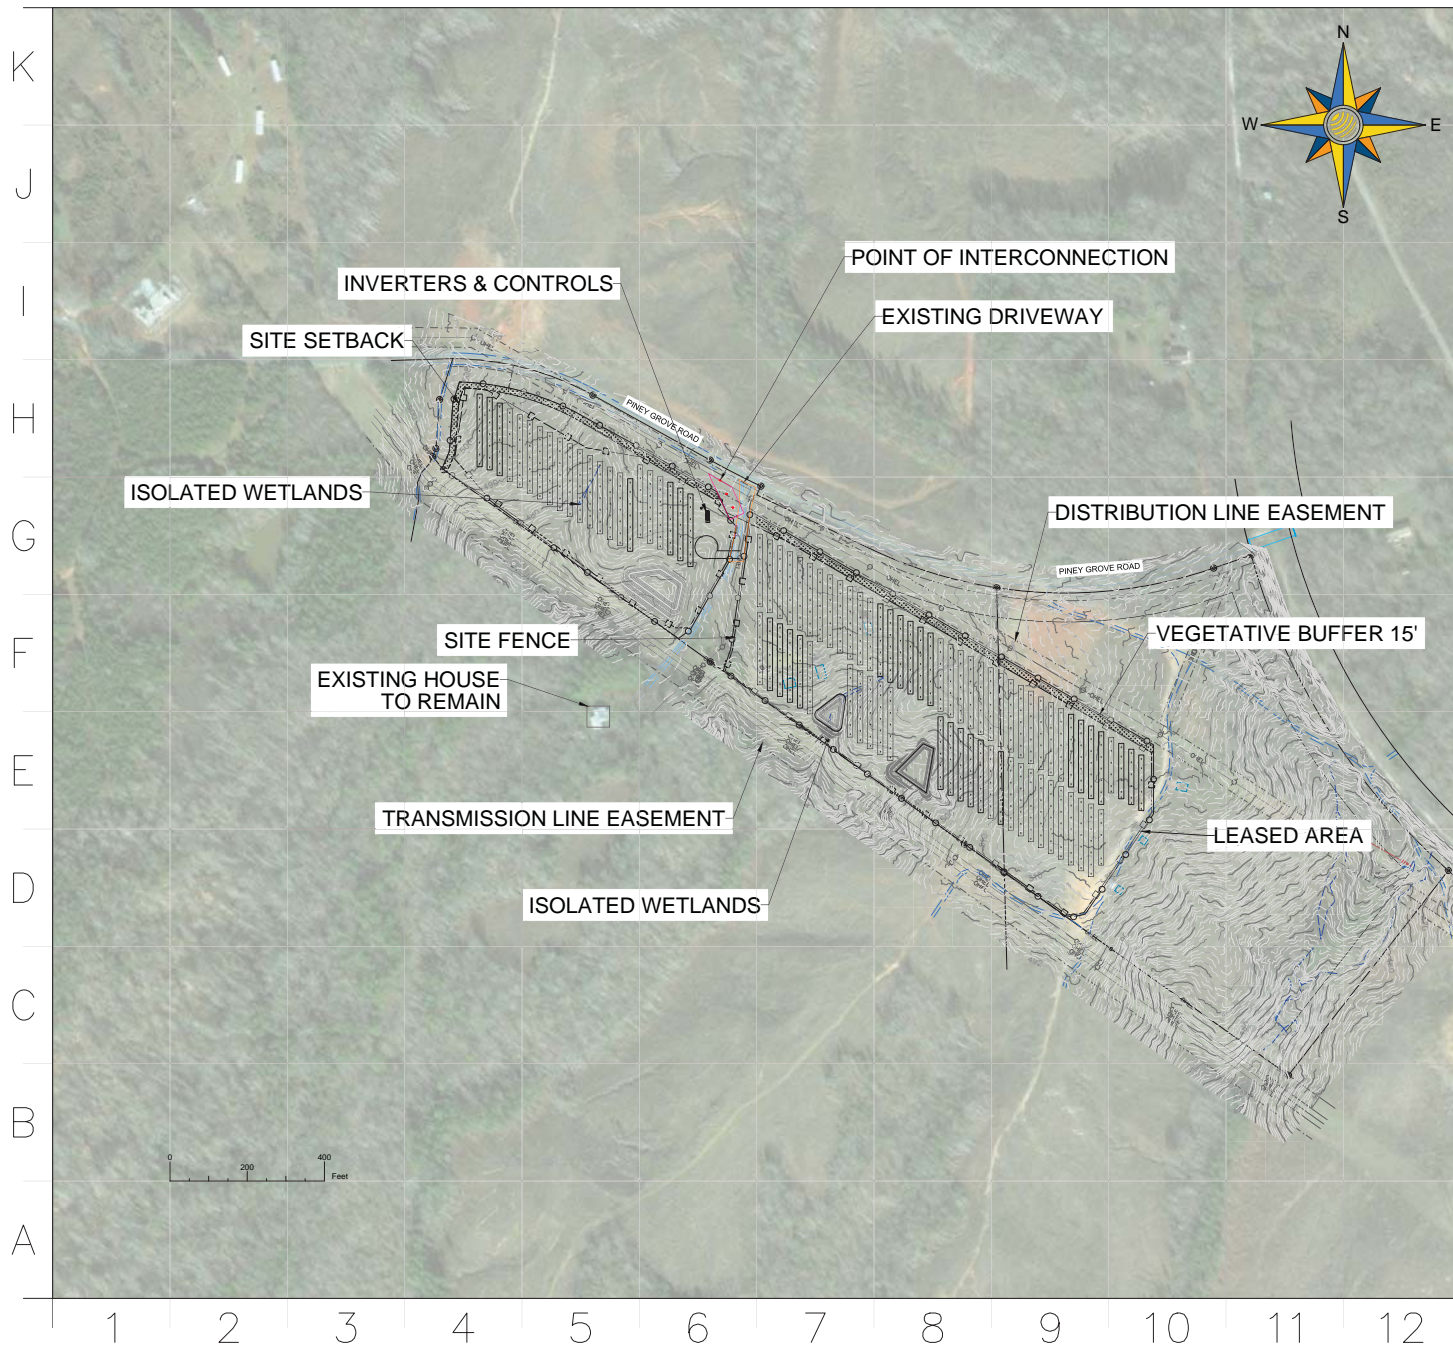 N
W
E
S
K
J
I
H
G
F
E
D
C
B
A
POINT OF INTERCONNECTION
INVERTERS & CONTROLS
EXISTING DRIVEWAY
SITE SETBACK
PINEY GROVE ROAD
ISOLATED WETLANDS
DISTRIBUTION LINE EASEMENT
PINEY GROVE ROAD
SITE FENCE
VEGETATIVE BUFFER 15'
EXISTING HOUSE
TO REMAIN
TRANSMISSION LINE EASEMENT
LEASED AREA
ISOLATED WETLANDS
0
200
400
Feet
1 2 3 4 5 6 7 8 9 10 11 12